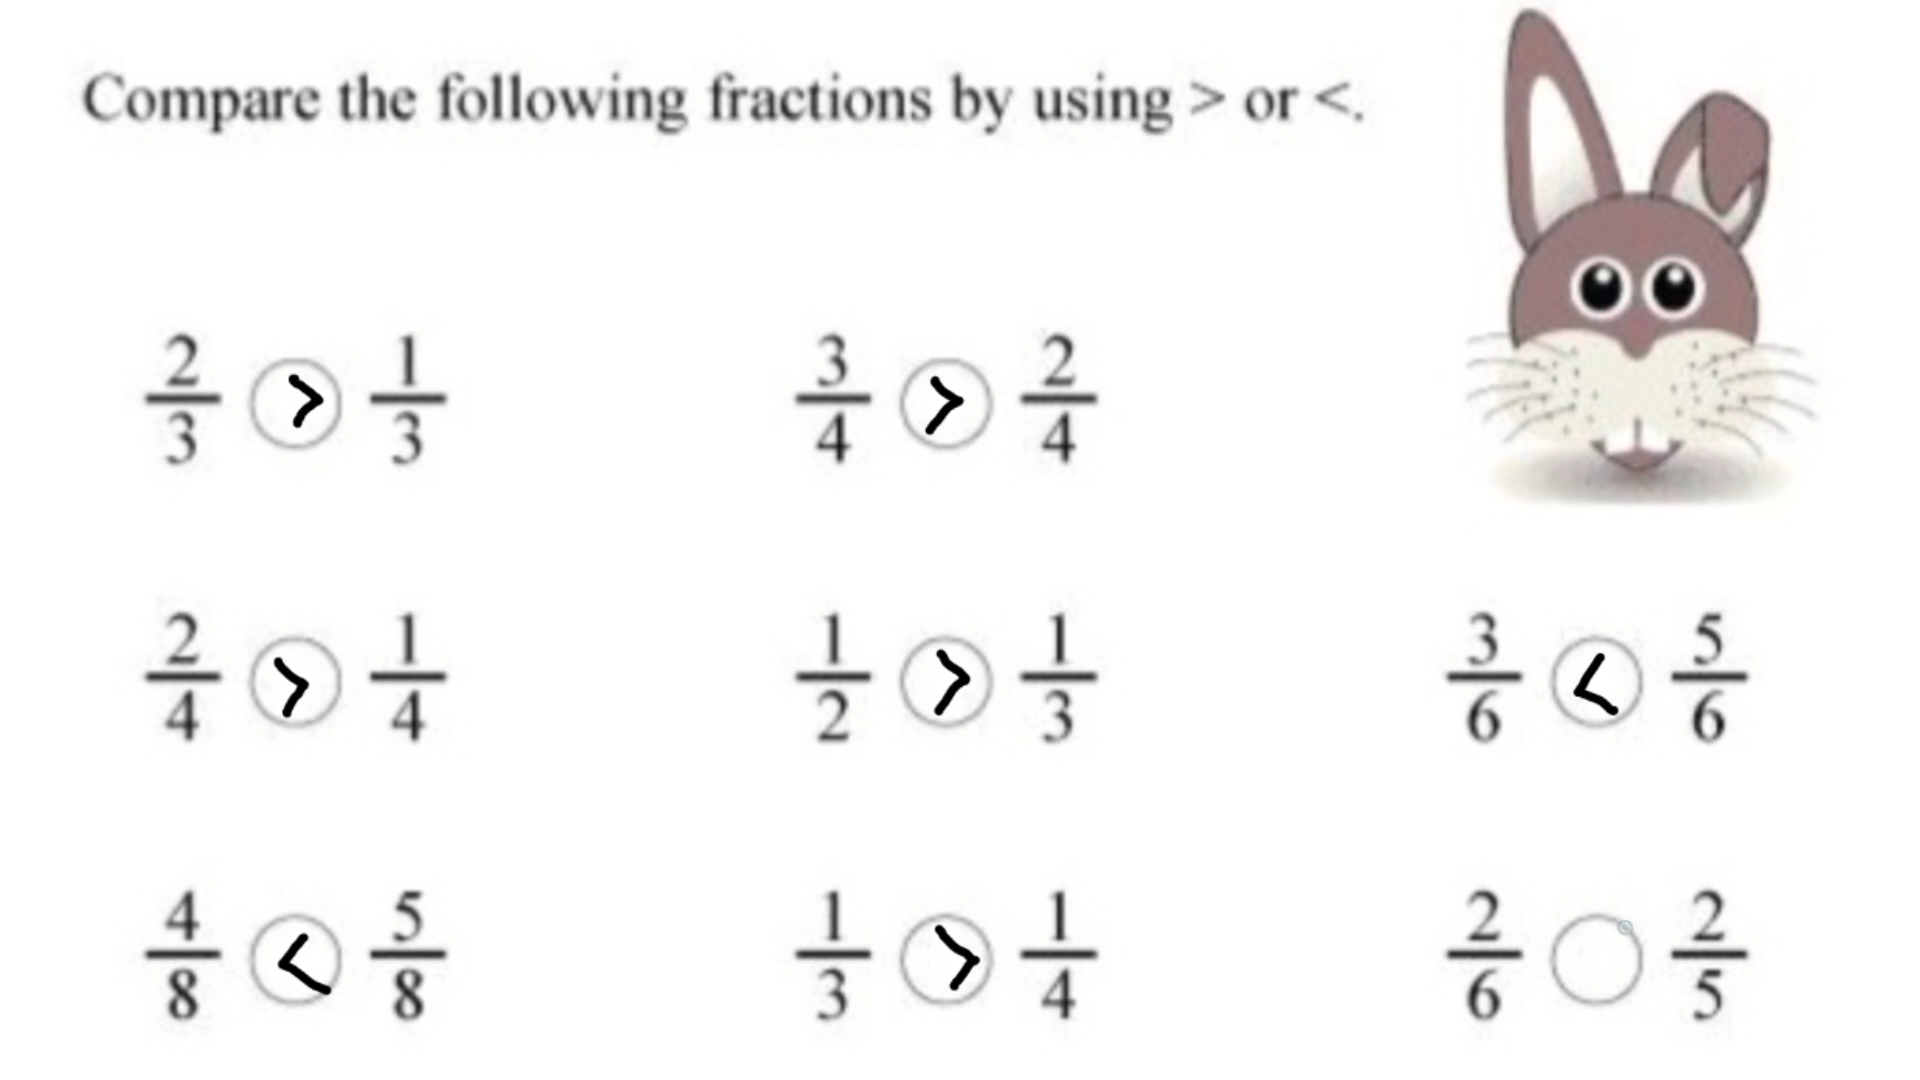 Compare the following fractions by using > or <.
2/3 > 1/3    3/4 > 2/4
2/4 > 1/4    1/2 > 1/3    3/6 < 5/6
4/8 < 5/8    1/3 > 1/4    2/6 ○ 2/5